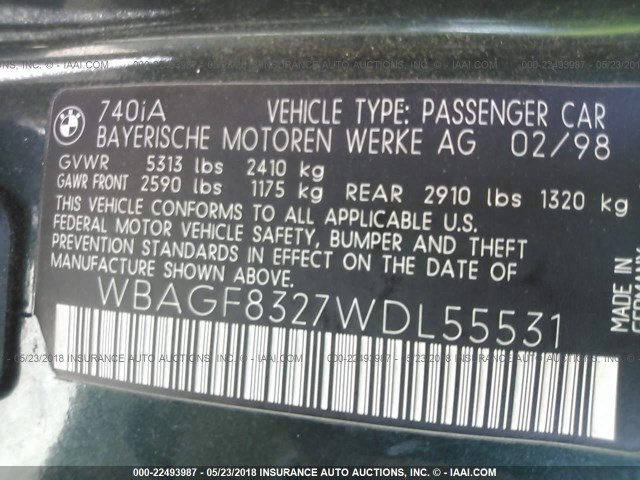 740iA VEHICLE TYPE: PASSENGER CAR
BAYERISCHE MOTOREN WERKE AG 02/98
GVWR 5313 lbs 2410 kg
GAWR FRONT 2590 lbs 1175 kg REAR 2910 lbs 1320 kg
THIS VEHICLE CONFORMS TO ALL APPLICABLE U.S.
FEDERAL MOTOR VEHICLE SAFETY, BUMPER AND THEFT
PREVENTION STANDARDS IN EFFECT ON THE DATE OF
MANUFACTURE SHOWN ABOVE.
WBAGF8327WDL55531
MADE IN
GERMANY
000-22493987 - 05/23/2018 INSURANCE AUTO AUCTIONS, INC. - © IAAI.COM